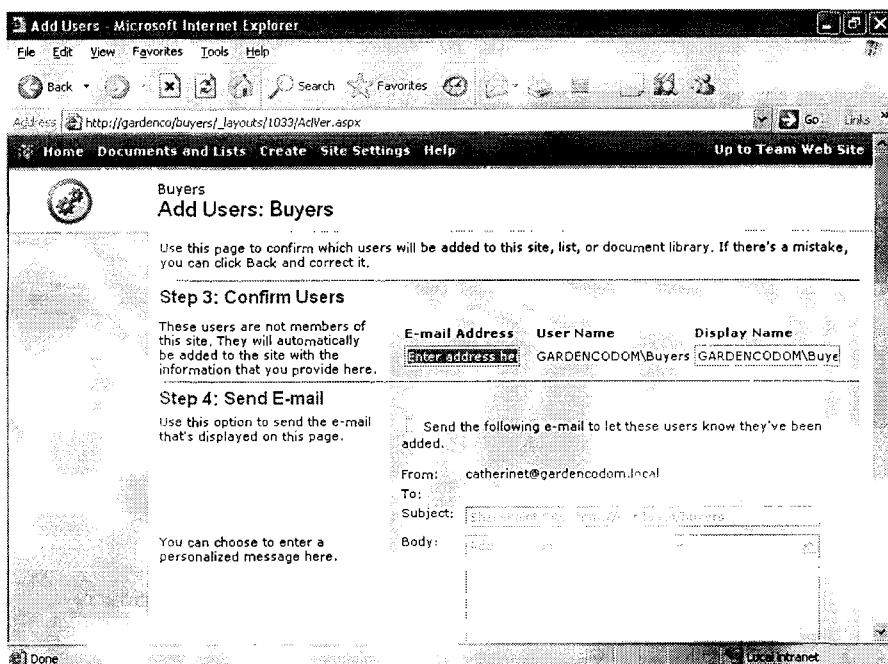 Add Users - Microsoft Internet Explorer
File Edit View Favorites Tools Help
Back Search Favorites
Address http://gardenco/buyers/_layouts/1033/AclVer.aspx Go Links
Home Documents and Lists Create Site Settings Help Up to Team Web Site
Buyers
Add Users: Buyers
Use this page to confirm which users will be added to this site, list, or document library. If there's a mistake,
you can click Back and correct it.
Step 3: Confirm Users
These users are not members of
this site. They will automatically
be added to the site with the
information that you provide here.
E-mail Address User Name Display Name
Enter address her GARDENCODOM\Buyers GARDENCODOM\Buye
Step 4: Send E-mail
Use this option to send the e-mail
that's displayed on this page.
Send the following e-mail to let these users know they've been
added.
From: catherinet@gardencodom.local
To:
Subject:
You can choose to enter a
personalized message here.
Body:
Done Local intranet